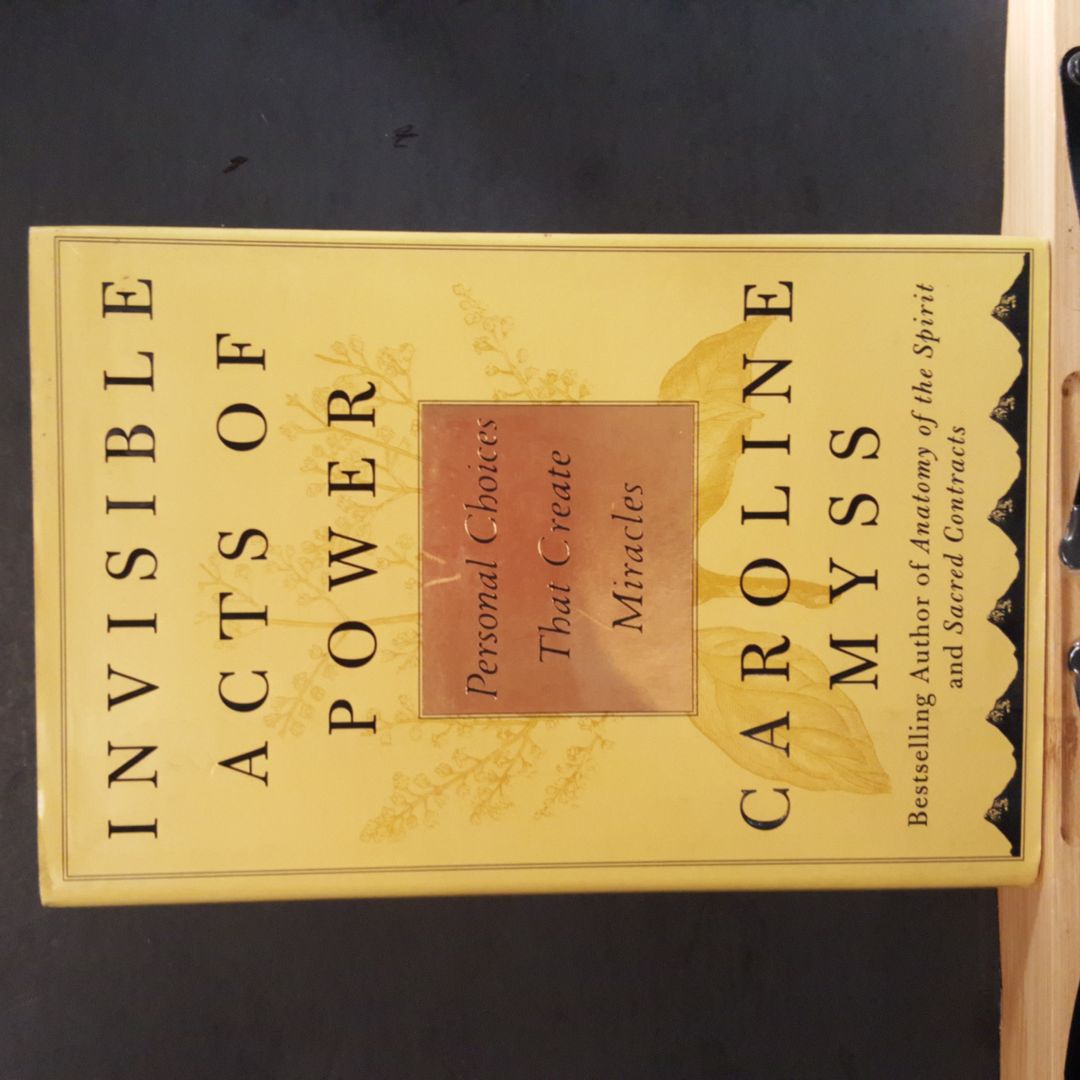 INVISIBLE
ACTS OF
POWER
Personal Choices
That Create
Miracles
CAROLINE
MYSS
Bestselling Author of Anatomy of the Spirit
and Sacred Contracts